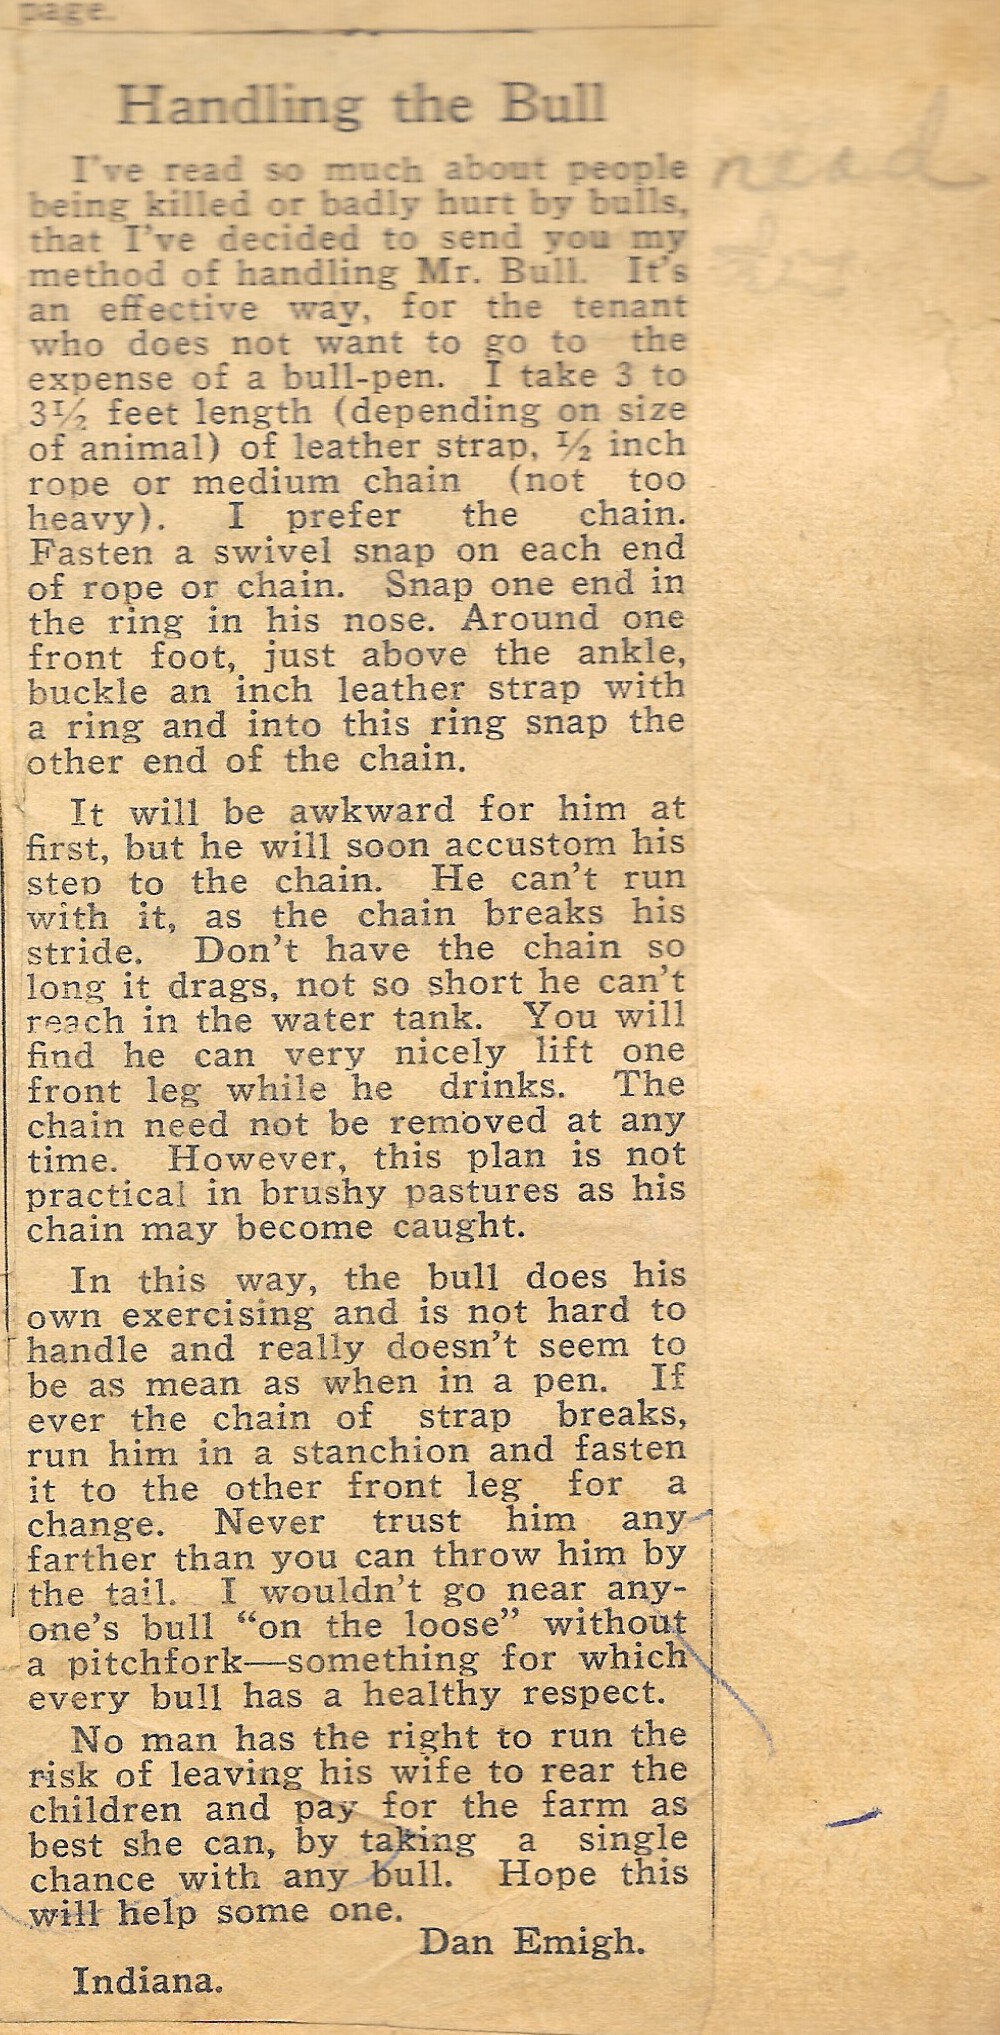 page.
Handling the Bull
I've read so much about people
being killed or badly hurt by bulls,
that I've decided to send you my
method of handling Mr. Bull. It's
an effective way, for the tenant
who does not want to go to the
expense of a bull-pen. I take 3 to
3½ feet length (depending on size
of animal) of leather strap, ½ inch
rope or medium chain (not too
heavy). I prefer the chain.
Fasten a swivel snap on each end
of rope or chain. Snap one end in
the ring in his nose. Around one
front foot, just above the ankle,
buckle an inch leather strap with
a ring and into this ring snap the
other end of the chain.
It will be awkward for him at
first, but he will soon accustom his
step to the chain. He can't run
with it, as the chain breaks his
stride. Don't have the chain so
long it drags, not so short he can't
reach in the water tank. You will
find he can very nicely lift one
front leg while he drinks. The
chain need not be removed at any
time. However, this plan is not
practical in brushy pastures as his
chain may become caught.
In this way, the bull does his
own exercising and is not hard to
handle and really doesn't seem to
be as mean as when in a pen. If
ever the chain of strap breaks,
run him in a stanchion and fasten
it to the other front leg for a
change. Never trust him any
farther than you can throw him by
the tail. I wouldn't go near any-
one's bull “on the loose” without
a pitchfork—something for which
every bull has a healthy respect.
No man has the right to run the
risk of leaving his wife to rear the
children and pay for the farm as
best she can, by taking a single
chance with any bull. Hope this
will help some one.
Dan Emigh.
Indiana.